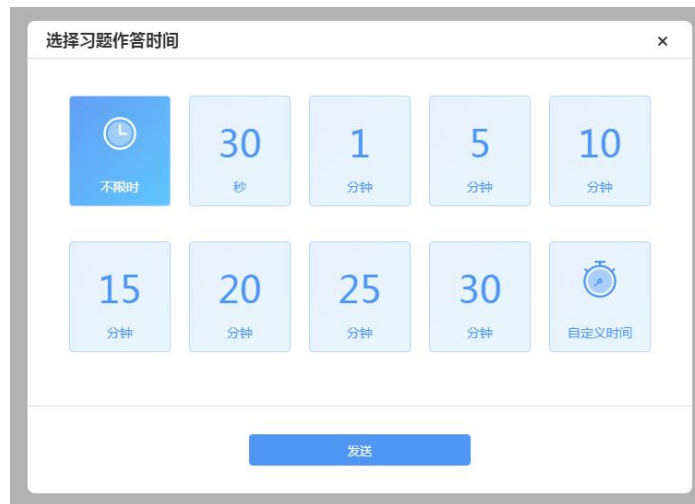 选择习题作答时间
×
30 1 5 10
不限时 秒 分钟 分钟 分钟
15 20 25 30
分钟 分钟 分钟 分钟 自定义时间
发送